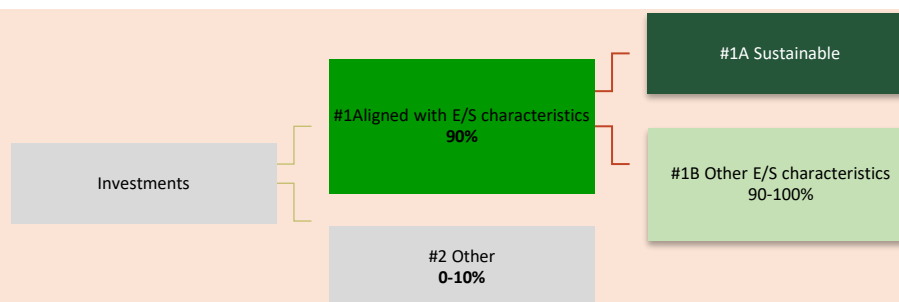 Investments
#1Aligned with E/S characteristics
90%
#2 Other
0-10%
#1A Sustainable
#1B Other E/S characteristics
90-100%